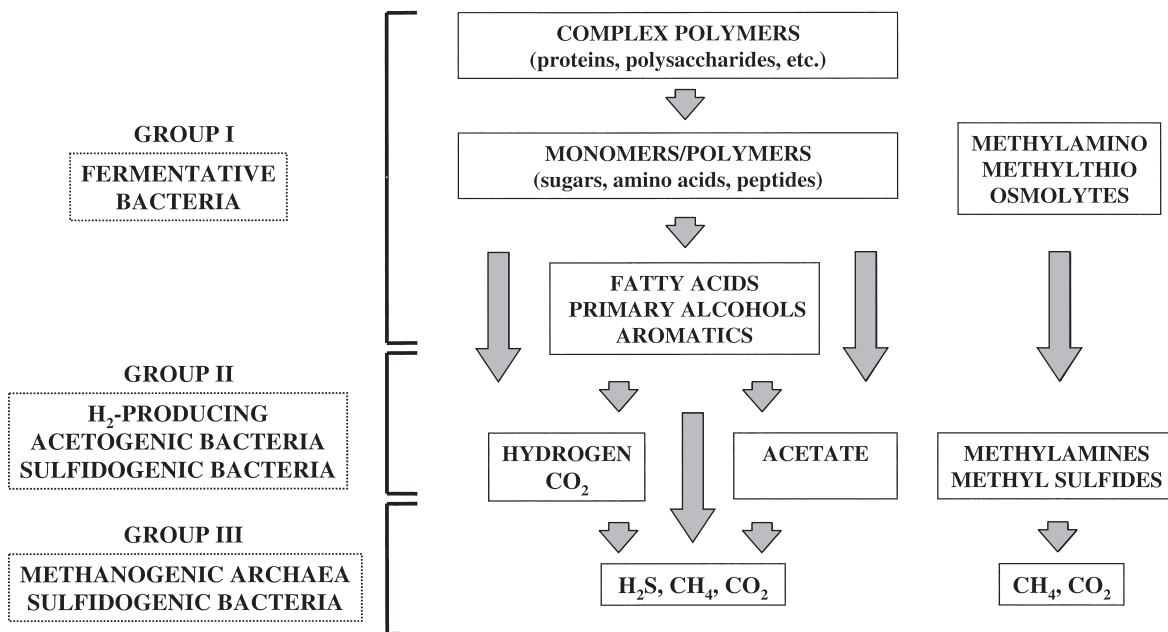 COMPLEX POLYMERS
(proteins, polysaccharides, etc.)
GROUP I
FERMENTATIVE
BACTERIA
MONOMERS/POLYMERS
(sugars, amino acids, peptides)
METHYLAMINO
METHYLTHIO
OSMOLYTES
FATTY ACIDS
PRIMARY ALCOHOLS
AROMATICS
GROUP II
H₂-PRODUCING
ACETOGENIC BACTERIA
SULFIDOGENIC BACTERIA
HYDROGEN
CO₂
ACETATE
METHYLAMINES
METHYL SULFIDES
GROUP III
METHANOGENIC ARCHAEA
SULFIDOGENIC BACTERIA
H₂S, CH₄, CO₂
CH₄, CO₂